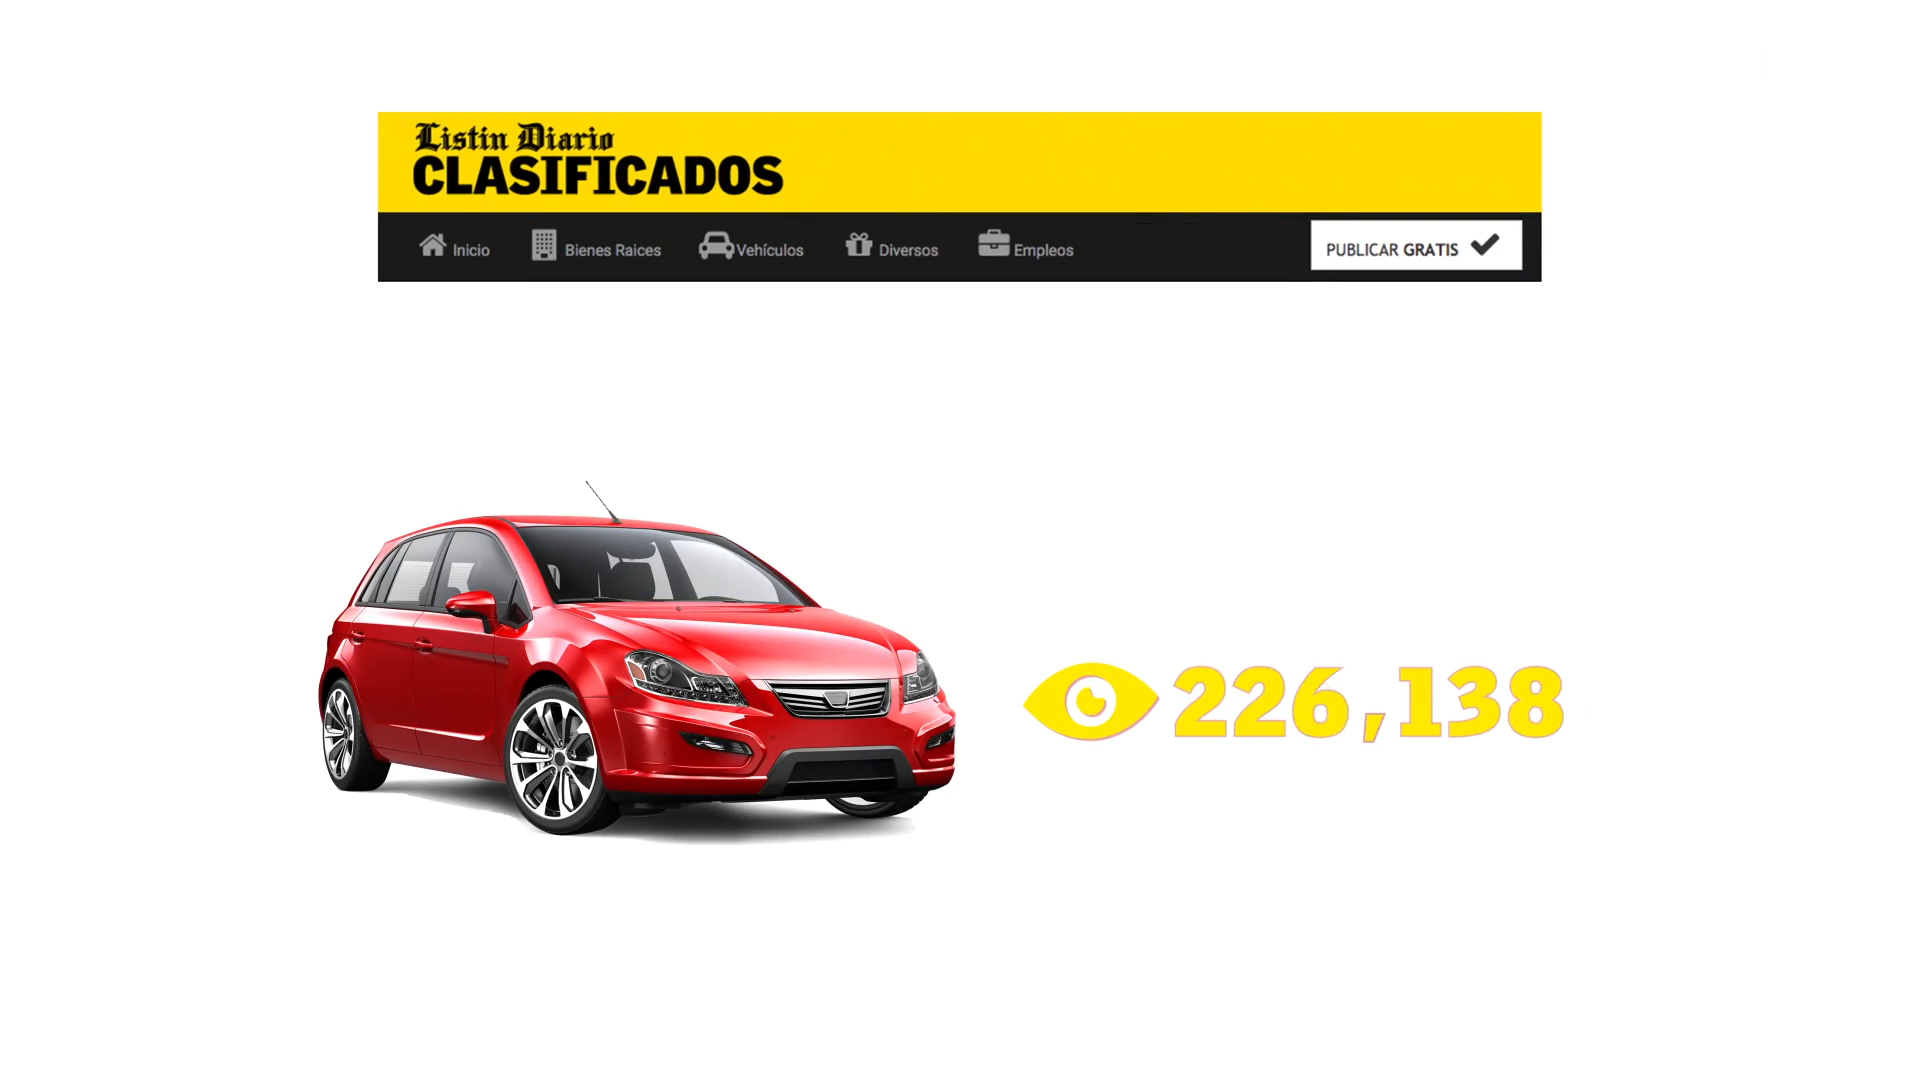 Listin Diario
CLASIFICADOS
Inicio
Bienes Raices
Vehículos
Diversos
Empleos
PUBLICAR GRATIS
226,138